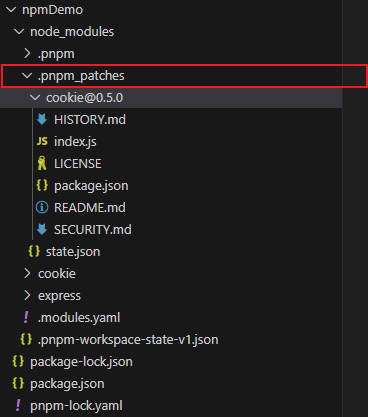 npmDemo
node_modules
.pnpm
.pnpm_patches
cookie@0.5.0
HISTORY.md
JS index.js
LICENSE
{} package.json
README.md
SECURITY.md
{} state.json
cookie
express
! .modules.yaml
{} .pnpm-workspace-state-v1.json
{} package-lock.json
{} package.json
! pnpm-lock.yaml